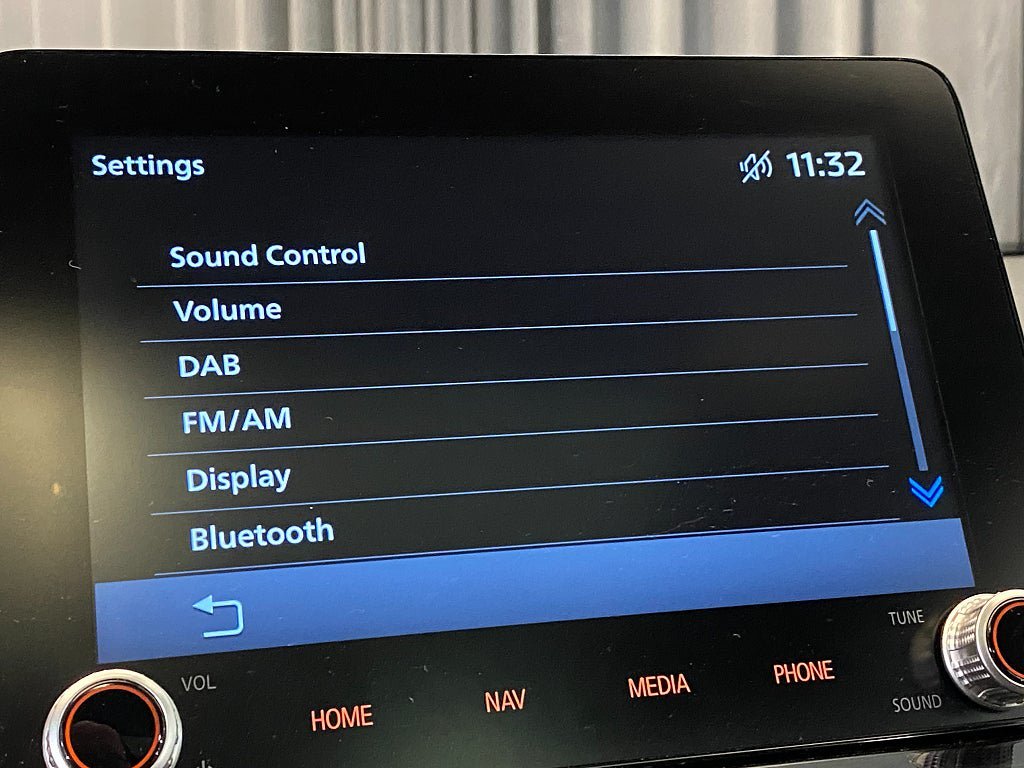 Settings
11:32
Sound Control
Volume
DAB
FM/AM
Display
Bluetooth
VOL
HOME
NAV
MEDIA
PHONE
TUNE
SOUND